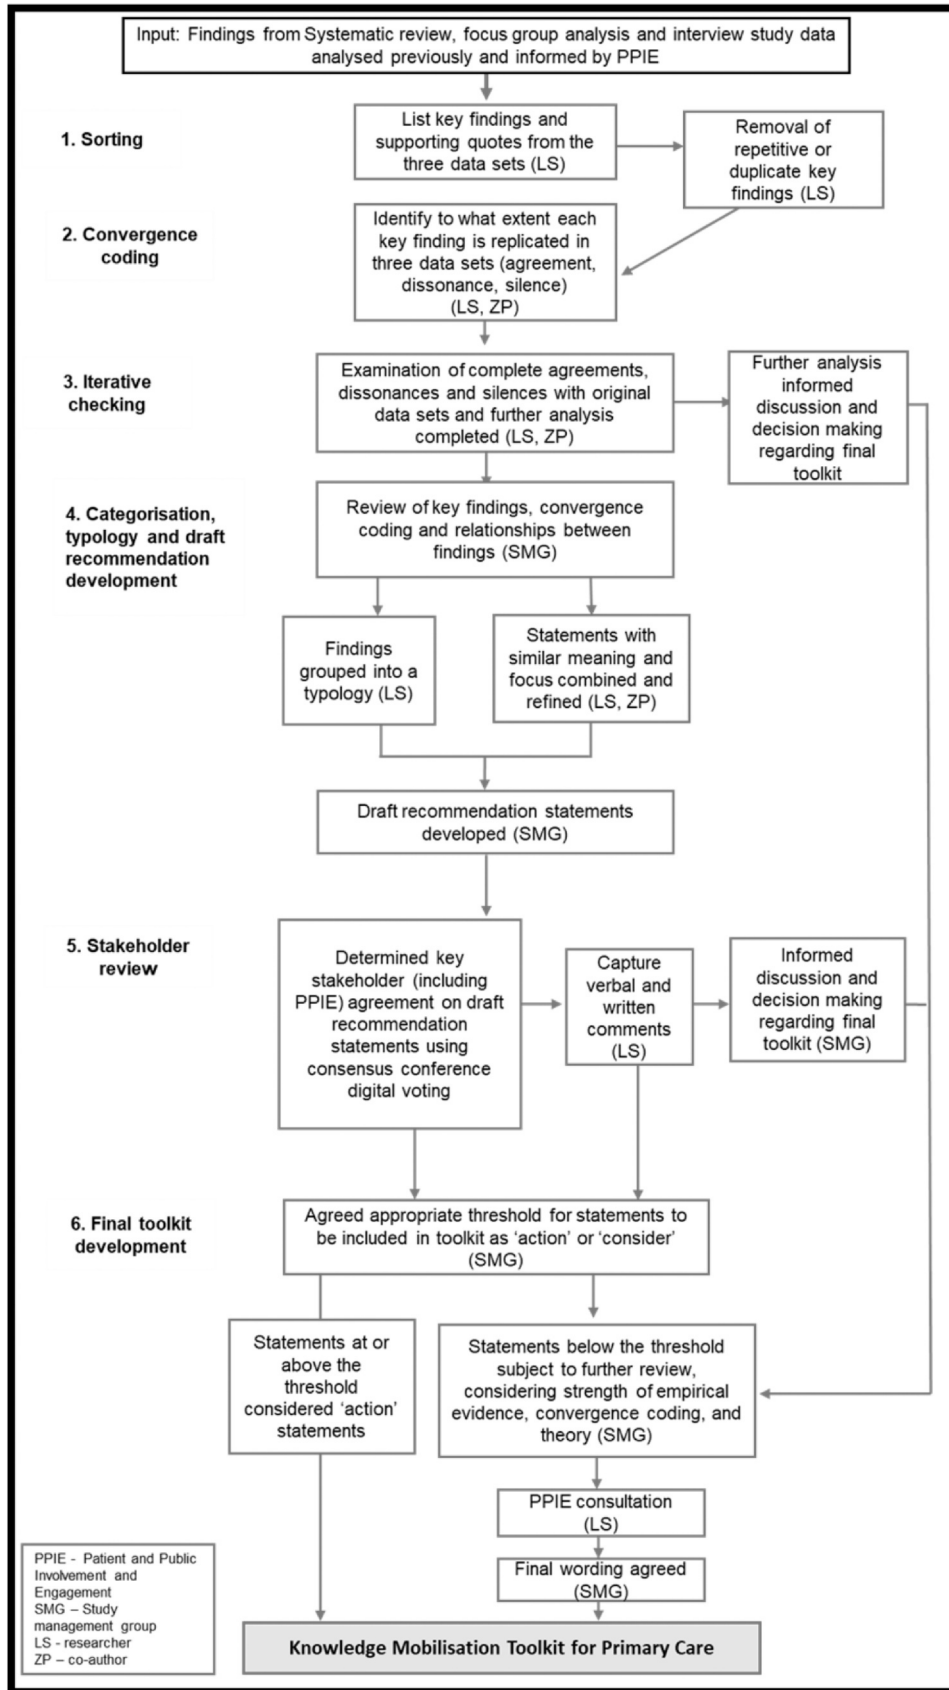 Input: Findings from Systematic review, focus group analysis and interview study data
analysed previously and informed by PPIE
1. Sorting
List key findings and
supporting quotes from the
three data sets (LS)
Removal of
repetitive or
duplicate key
findings (LS)
2. Convergence
coding
Identify to what extent each
key finding is replicated in
three data sets (agreement,
dissonance, silence)
(LS, ZP)
3. Iterative
checking
Examination of complete agreements,
dissonances and silences with original
data sets and further analysis
completed (LS, ZP)
Further analysis
informed
discussion and
decision making
regarding final
toolkit
4. Categorisation,
typology and draft
recommendation
development
Review of key findings, convergence
coding and relationships between
findings (SMG)
Findings
grouped into a
typology (LS)
Statements with
similar meaning and
focus combined and
refined (LS, ZP)
Draft recommendation statements
developed (SMG)
5. Stakeholder
review
Determined key
stakeholder (including
PPIE) agreement on draft
recommendation
statements using
consensus conference
digital voting
Capture
verbal and
written
comments
(LS)
Informed
discussion and
decision making
regarding final
toolkit (SMG)
6. Final toolkit
development
Agreed appropriate threshold for statements to
be included in toolkit as ‘action’ or ‘consider’
(SMG)
Statements at or
above the
threshold
considered ‘action’
statements
Statements below the threshold
subject to further review,
considering strength of empirical
evidence, convergence coding, and
theory (SMG)
PPIE consultation
(LS)
Final wording agreed
(SMG)
PPIE - Patient and Public
Involvement and
Engagement
SMG – Study
management group
LS - researcher
ZP – co-author
Knowledge Mobilisation Toolkit for Primary Care